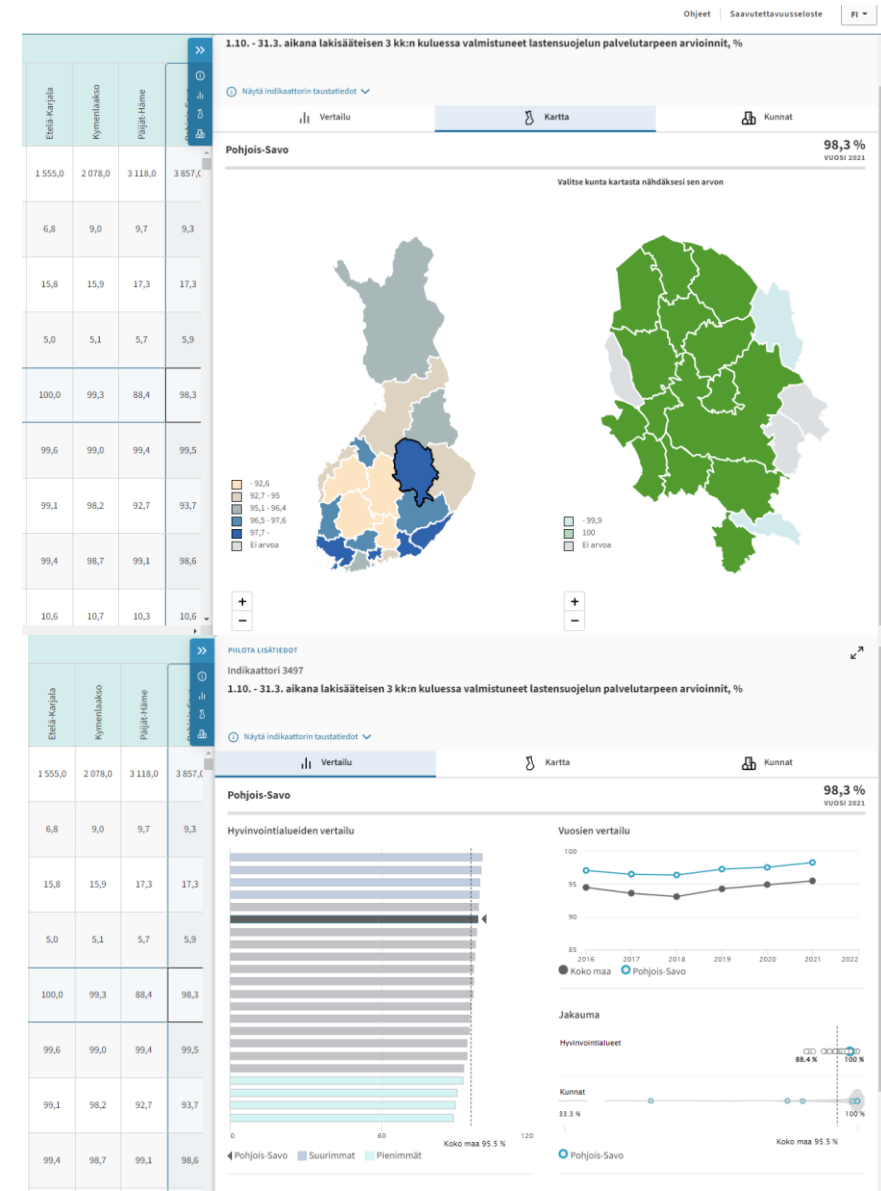 Ohjeet Saavutettavuusseloste FI
1.10. - 31.3. aikana lakisääteisen 3 kk:n kuluessa valmistuneet lastensuojelun palvelutarpeen arvioinnit, %
Näytä indikaattorin taustatiedot
Vertailu Kartta Kunnat
Etelä-Karjala Kymenlaakso Päijät-Häme
Pohjois-Savo 98,3 %
VUOSI 2021
Valitse kunta kartasta nähdäksesi sen arvon
1 555,0 2 078,0 3 118,0 3 857,0
6,8 9,0 9,7 9,3
15,8 15,9 17,3 17,3
5,0 5,1 5,7 5,9
100,0 99,3 88,4 98,3
99,6 99,0 99,4 99,5
99,1 98,2 92,7 93,7
99,4 98,7 99,1 98,6
10,6 10,7 10,3 10,6
- 92,6
92,7 - 95
95,1 - 96,4
96,5 - 97,6
97,7 -
Ei arvoa
- 99,9
100
Ei arvoa
+ +
− −
PIILOTA LISÄTIEDOT
Indikaattori 3497
1.10. - 31.3. aikana lakisääteisen 3 kk:n kuluessa valmistuneet lastensuojelun palvelutarpeen arvioinnit, %
Näytä indikaattorin taustatiedot
Vertailu Kartta Kunnat
Etelä-Karjala Kymenlaakso Päijät-Häme
Pohjois-Savo 98,3 %
VUOSI 2021
1 555,0 2 078,0 3 118,0 3 857,0
6,8 9,0 9,7 9,3
15,8 15,9 17,3 17,3
5,0 5,1 5,7 5,9
100,0 99,3 88,4 98,3
99,6 99,0 99,4 99,5
99,1 98,2 92,7 93,7
99,4 98,7 99,1 98,6
Hyvinvointialueiden vertailu
0 60 120
Koko maa 95.5 %
Pohjois-Savo Suurimmat Pienimmät
Vuosien vertailu
100
95
90
85
2016 2017 2018 2019 2020 2021 2022
Koko maa Pohjois-Savo
Jakauma
Hyvinvointialueet
88.4 % 100 %
Kunnat
33.3 % 100 %
Koko maa 95.5 %
Pohjois-Savo